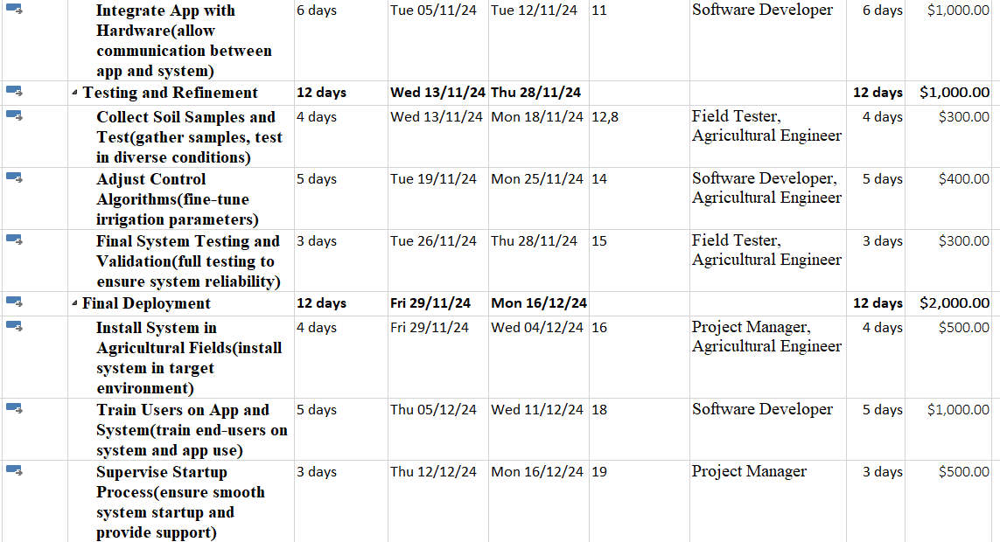 Integrate App with 6 days Tue 05/11/24 Tue 12/11/24 11 Software Developer 6 days $1,000.00
Hardware(allow
communication between
app and system)
Testing and Refinement 12 days Wed 13/11/24 Thu 28/11/24 12 days $1,000.00
Collect Soil Samples and 4 days Wed 13/11/24 Mon 18/11/24 12,8 Field Tester, 4 days $300.00
Test(gather samples, test Agricultural Engineer
in diverse conditions)
Adjust Control 5 days Tue 19/11/24 Mon 25/11/24 14 Software Developer, 5 days $400.00
Algorithms(fine-tune Agricultural Engineer
irrigation parameters)
Final System Testing and 3 days Tue 26/11/24 Thu 28/11/24 15 Field Tester, 3 days $300.00
Validation(full testing to Agricultural Engineer
ensure system reliability)
Final Deployment 12 days Fri 29/11/24 Mon 16/12/24 12 days $2,000.00
Install System in 4 days Fri 29/11/24 Wed 04/12/24 16 Project Manager, 4 days $500.00
Agricultural Fields(install Agricultural Engineer
system in target
environment)
Train Users on App and 5 days Thu 05/12/24 Wed 11/12/24 18 Software Developer 5 days $1,000.00
System(train end-users on
system and app use)
Supervise Startup 3 days Thu 12/12/24 Mon 16/12/24 19 Project Manager 3 days $500.00
Process(ensure smooth
system startup and
provide support)